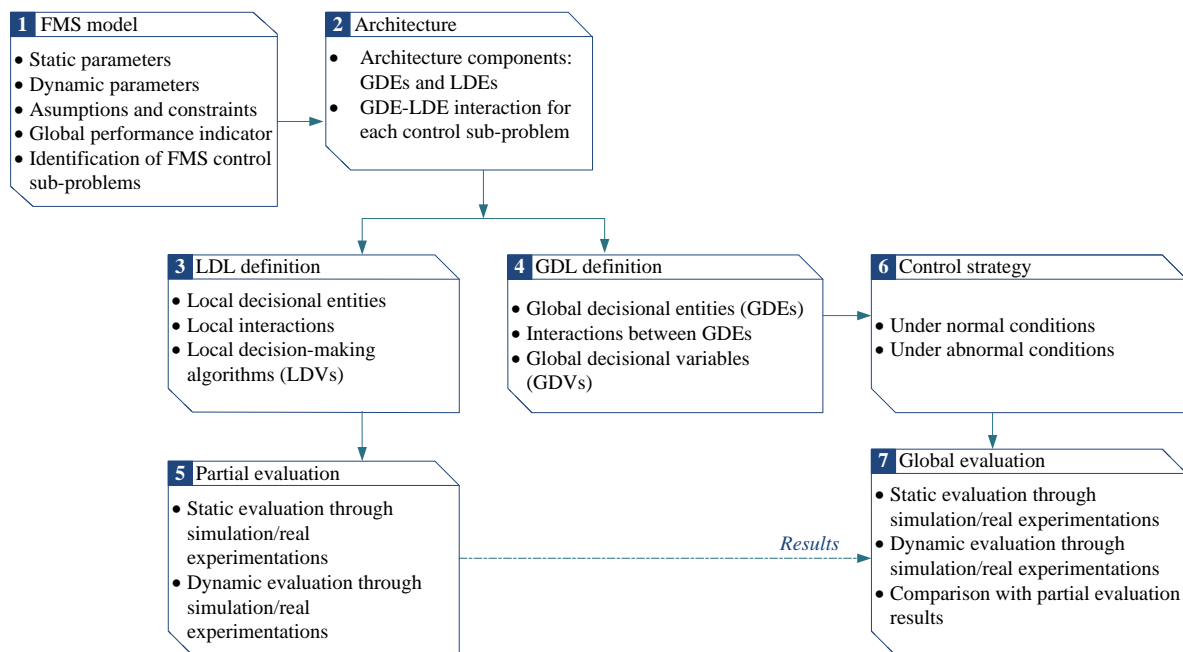 1 FMS model
• Static parameters
• Dynamic parameters
• Asumptions and constraints
• Global performance indicator
• Identification of FMS control
sub-problems
2 Architecture
• Architecture components:
GDEs and LDEs
• GDE-LDE interaction for
each control sub-problem
3 LDL definition
• Local decisional entities
• Local interactions
• Local decision-making
algorithms (LDVs)
4 GDL definition
• Global decisional entities (GDEs)
• Interactions between GDEs
• Global decisional variables
(GDVs)
6 Control strategy
• Under normal conditions
• Under abnormal conditions
5 Partial evaluation
• Static evaluation through
simulation/real
experimentations
• Dynamic evaluation through
simulation/real
experimentations
Results
7 Global evaluation
• Static evaluation through
simulation/real experimentations
• Dynamic evaluation through
simulation/real experimentations
• Comparison with partial evaluation
results